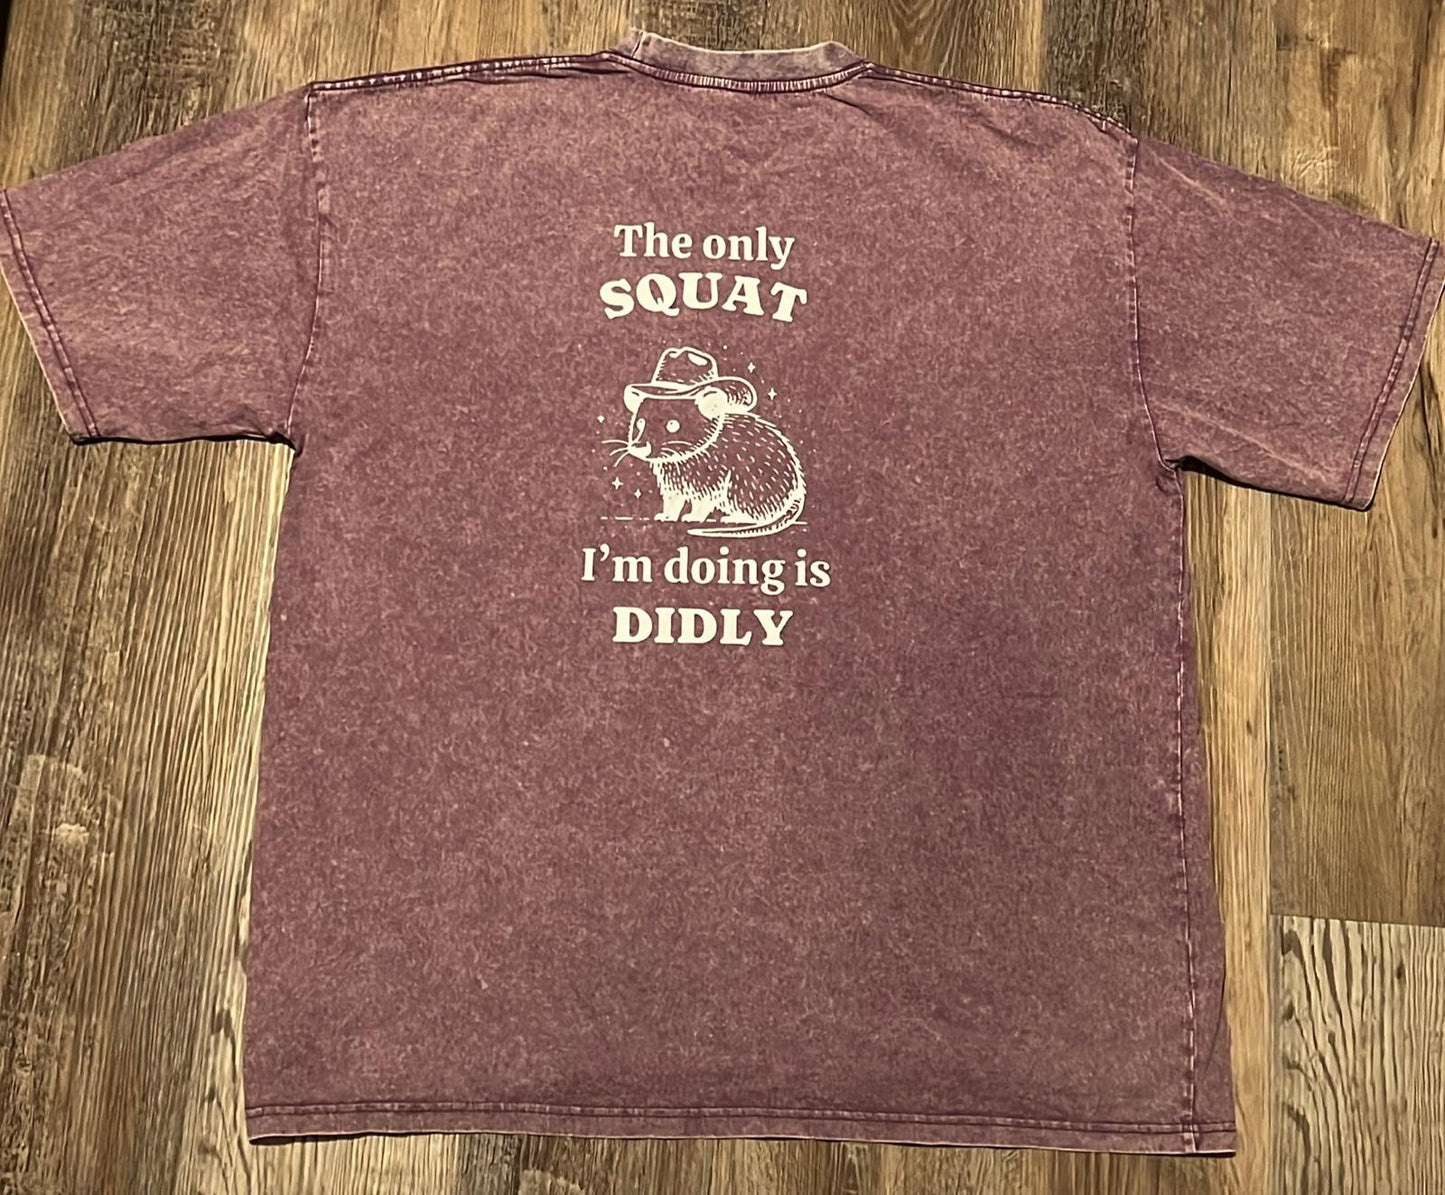 The only
SQUAT
I'm doing is
DIDLY